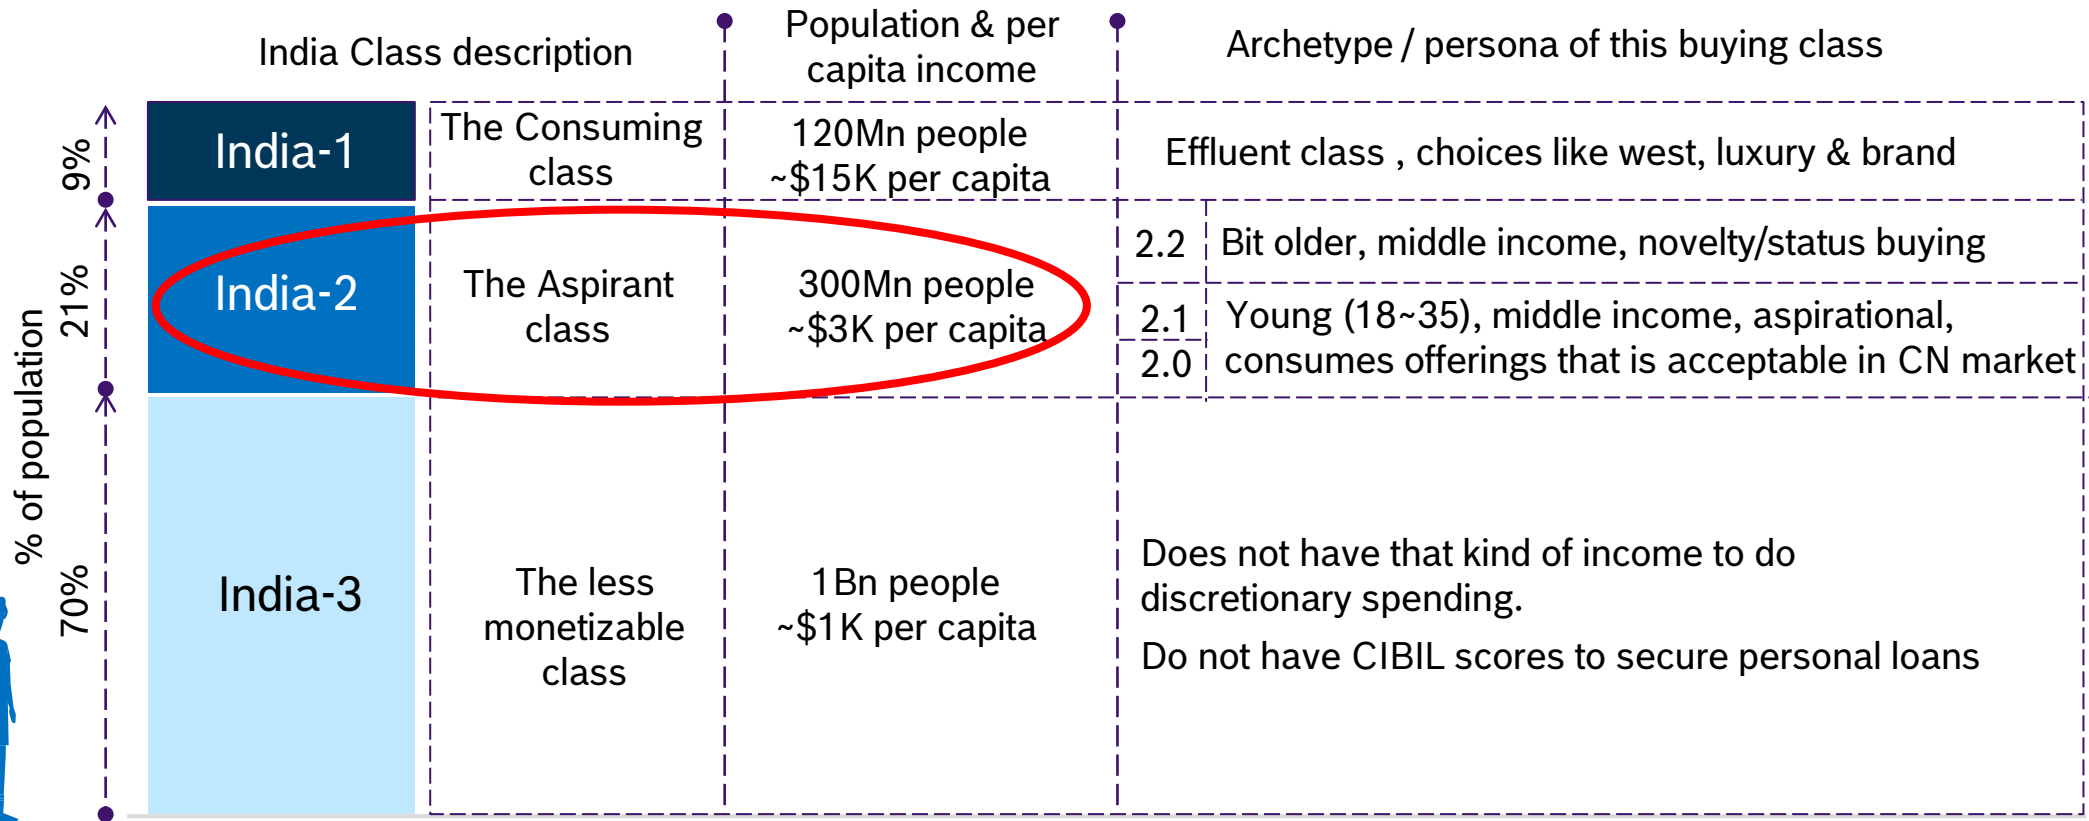 India Class description
Population & per
capita income
Archetype / persona of this buying class
% of population
9%
India-1
The Consuming
class
120Mn people
~$15K per capita
Effluent class , choices like west, luxury & brand
21%
India-2
The Aspirant
class
300Mn people
~$3K per capita
2.2
Bit older, middle income, novelty/status buying
2.1
2.0
Young (18~35), middle income, aspirational,
consumes offerings that is acceptable in CN market
70%
India-3
The less
monetizable
class
1Bn people
~$1K per capita
Does not have that kind of income to do
discretionary spending.
Do not have CIBIL scores to secure personal loans